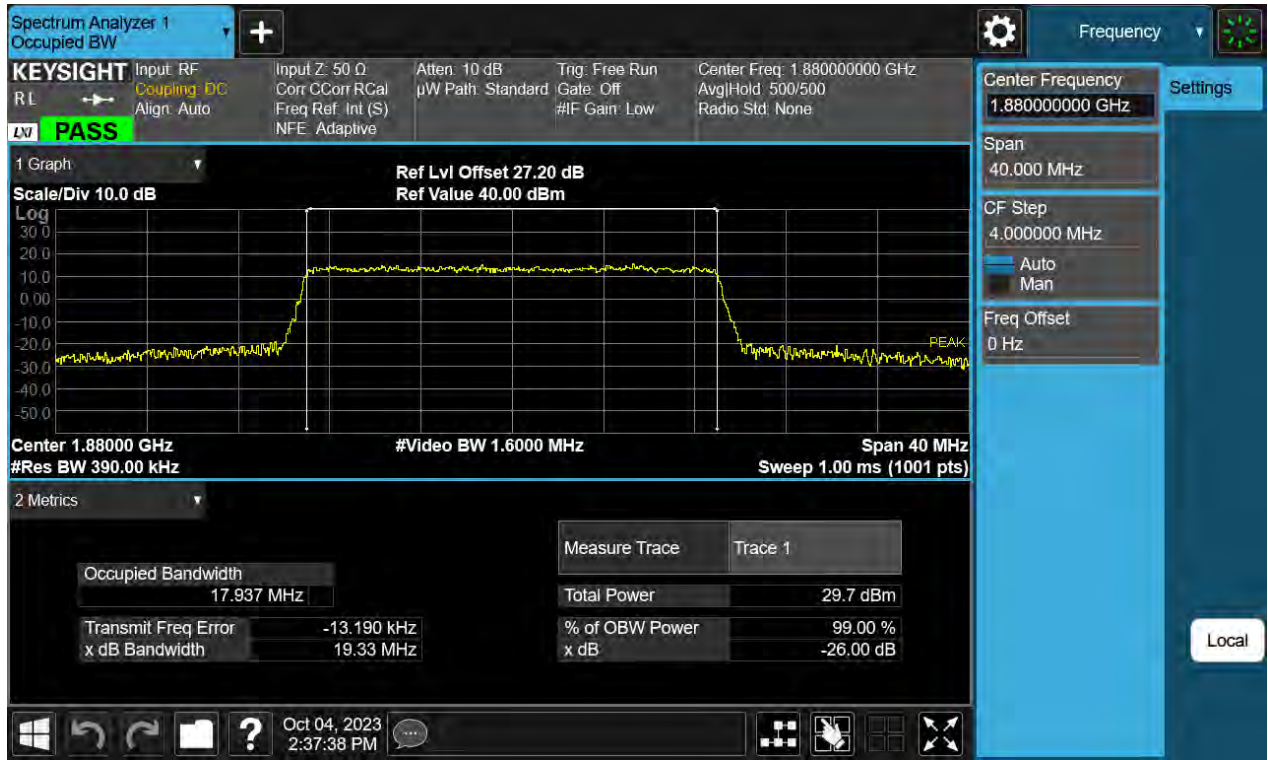 Spectrum Analyzer 1
Occupied BW
Frequency
KEYSIGHT
RL
LXI PASS
Input: RF
Coupling: DC
Align: Auto
Input Z: 50 Ω
Corr CCorr RCal
Freq Ref: Int (S)
NFE: Adaptive
Atten: 10 dB
µW Path: Standard
Trig: Free Run
Gate: Off
#IF Gain: Low
Center Freq: 1.880000000 GHz
Avg|Hold: 500/500
Radio Std: None
1 Graph
Scale/Div 10.0 dB
Ref Lvl Offset 27.20 dB
Ref Value 40.00 dBm
Log
30.0
20.0
10.0
0.00
-10.0
-20.0
-30.0
-40.0
-50.0
PEAK
Center 1.88000 GHz
#Res BW 390.00 kHz
#Video BW 1.6000 MHz
Span 40 MHz
Sweep 1.00 ms (1001 pts)
2 Metrics
Measure Trace Trace 1
Occupied Bandwidth
17.937 MHz
Total Power 29.7 dBm
Transmit Freq Error -13.190 kHz
% of OBW Power 99.00 %
x dB Bandwidth 19.33 MHz
x dB -26.00 dB
Center Frequency
1.880000000 GHz
Settings
Span
40.000 MHz
CF Step
4.000000 MHz
Auto
Man
Freq Offset
0 Hz
Local
?
Oct 04, 2023
2:37:38 PM